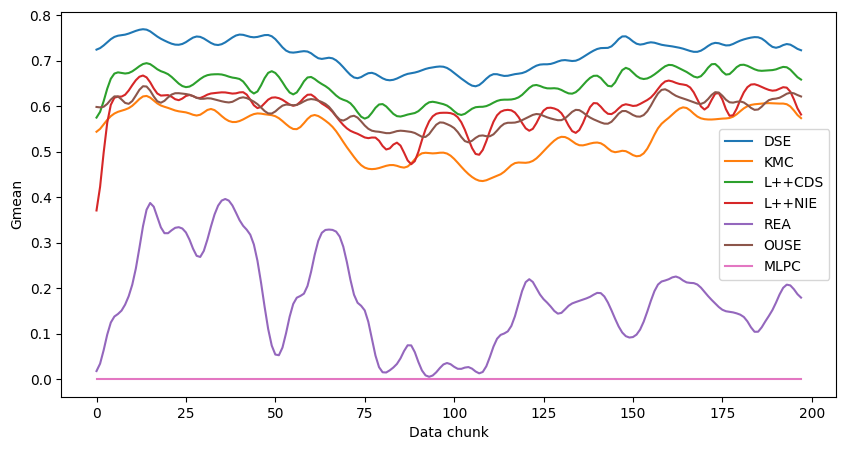 0.8
0.7
0.6
0.5
0.4
0.3
0.2
0.1
0.0
Gmean
0 25 50 75 100 125 150 175 200
Data chunk
DSE
KMC
L++CDS
L++NIE
REA
OUSE
MLPC